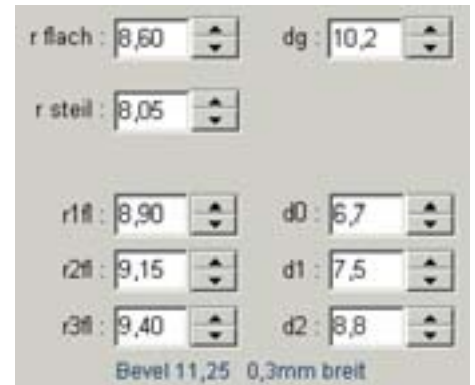 r flach : 8,60 dg : 10,2
r steil : 8,05
r1fl : 8,90 d0 : 6,7
r2fl : 9,15 d1 : 7,5
r3fl : 9,40 d2 : 8,8
Bevel 11,25 0,3mm breit